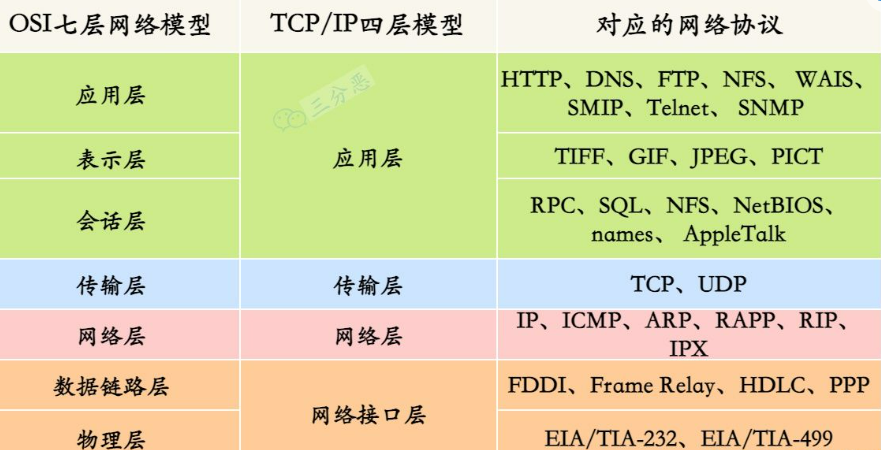 OSI七层网络模型 TCP/IP四层模型 对应的网络协议
应用层 应用层 HTTP、DNS、FTP、NFS、 WAIS、
SMIP、Telnet、 SNMP
三分恶
表示层 TIFF、GIF、JPEG、PICT
会话层 RPC、SQL、NFS、NetBIOS、
names、 AppleTalk
传输层 传输层 TCP、UDP
网络层 网络层 IP、ICMP、ARP、RAPP、RIP、
IPX
数据链路层 网络接口层 FDDI、Frame Relay、HDLC、PPP
物理层 EIA/TIA-232、EIA/TIA-499